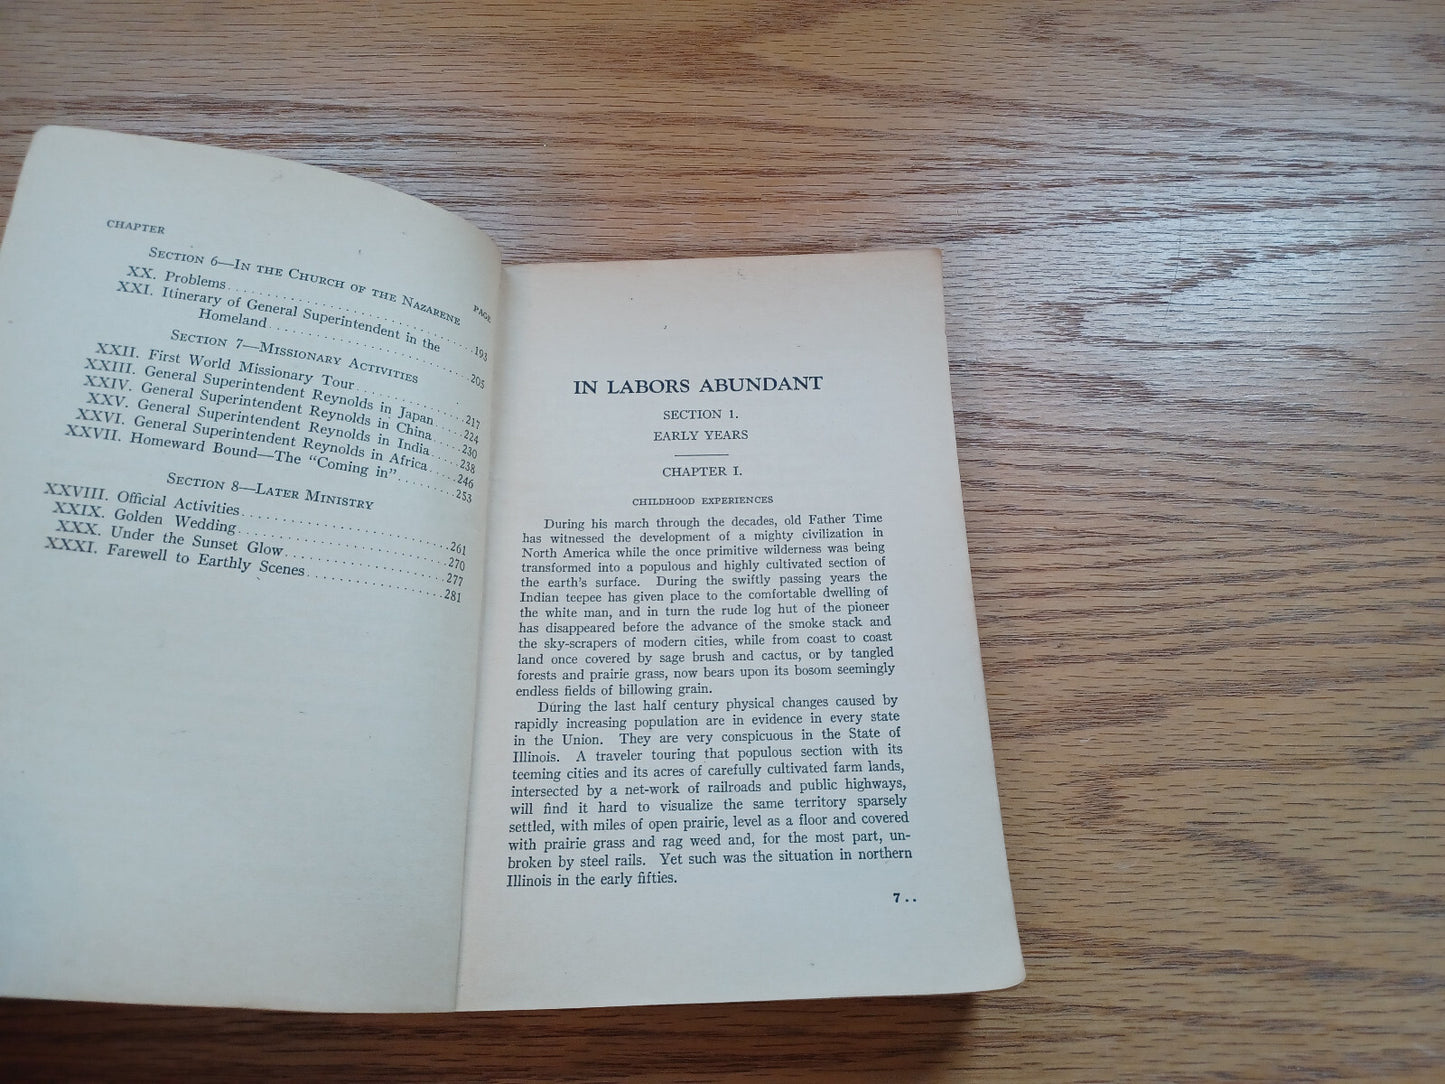 CHAPTER
PAGE
SECTION 6—IN THE CHURCH OF THE NAZARENE
XX. Problems..........193
XXI. Itinerary of General Superintendent in the
Homeland..........205
SECTION 7—MISSIONARY ACTIVITIES
XXII. First World Missionary Tour..........217
XXIII. General Superintendent Reynolds in Japan.....224
XXIV. General Superintendent Reynolds in China.....230
XXV. General Superintendent Reynolds in India.....238
XXVI. General Superintendent Reynolds in Africa....246
XXVII. Homeward Bound—The "Coming in"..........253
SECTION 8—LATER MINISTRY
XXVIII. Official Activities..........261
XXIX. Golden Wedding..........270
XXX. Under the Sunset Glow..........277
XXXI. Farewell to Earthly Scenes..........281
IN LABORS ABUNDANT
SECTION 1.
EARLY YEARS
CHAPTER I.
CHILDHOOD EXPERIENCES
During his march through the decades, old Father Time
has witnessed the development of a mighty civilization in
North America while the once primitive wilderness was being
transformed into a populous and highly cultivated section of
the earth's surface. During the swiftly passing years the
Indian teepee has given place to the comfortable dwelling of
the white man, and in turn the rude log hut of the pioneer
has disappeared before the advance of the smoke stack and
the sky-scrapers of modern cities, while from coast to coast
land once covered by sage brush and cactus, or by tangled
forests and prairie grass, now bears upon its bosom seemingly
endless fields of billowing grain.
During the last half century physical changes caused by
rapidly increasing population are in evidence in every state
in the Union. They are very conspicuous in the State of
Illinois. A traveler touring that populous section with its
teeming cities and its acres of carefully cultivated farm lands,
intersected by a net-work of railroads and public highways,
will find it hard to visualize the same territory sparsely
settled, with miles of open prairie, level as a floor and covered
with prairie grass and rag weed and, for the most part, un-
broken by steel rails. Yet such was the situation in northern
Illinois in the early fifties.
7..